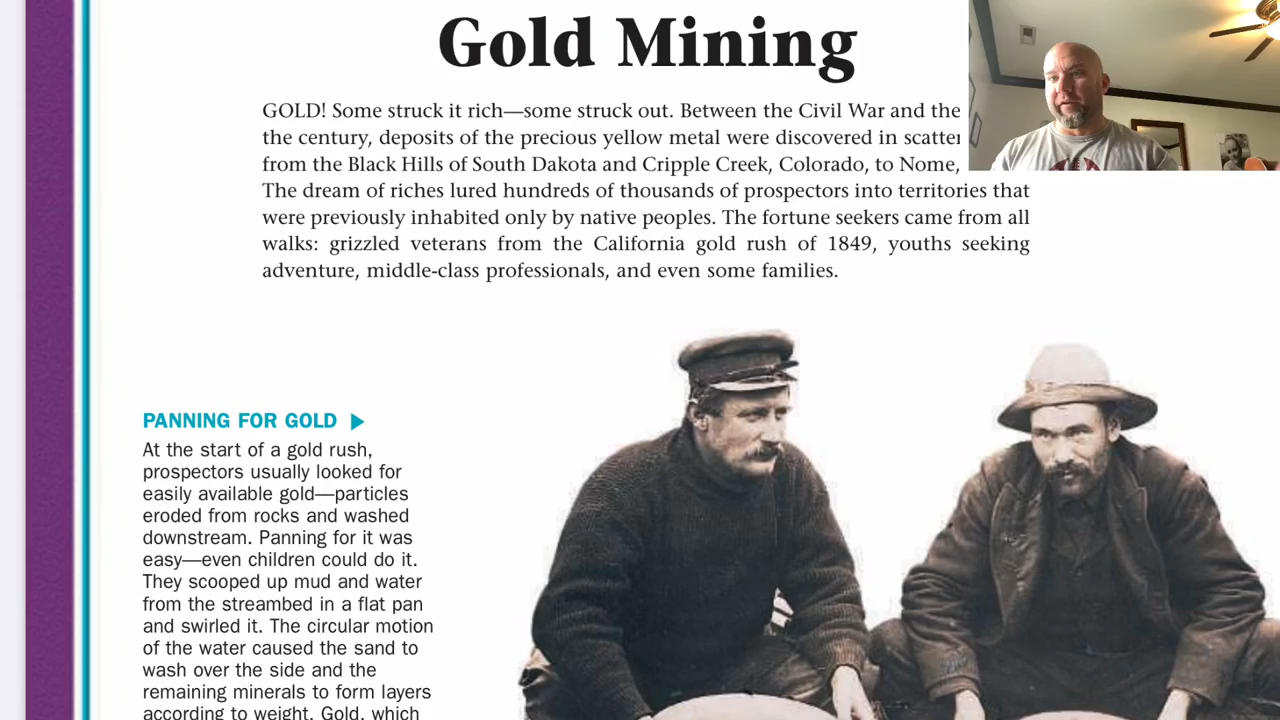 Gold Mining
GOLD! Some struck it rich—some struck out. Between the Civil War and the
the century, deposits of the precious yellow metal were discovered in
from the Black Hills of South Dakota and Cripple Creek, Colorado, to Nome,
The dream of riches lured hundreds of thousands of prospectors into territories that
were previously inhabited only by native peoples. The fortune seekers came from all
walks: grizzled veterans from the California gold rush of 1849, youths seeking
adventure, middle-class professionals, and even some families.
PANNING FOR GOLD ▶
At the start of a gold rush,
prospectors usually looked for
easily available gold—particles
eroded from rocks and washed
downstream. Panning for it was
easy—even children could do it.
They scooped up mud and water
from the streambed in a flat pan
and swirled it. The circular motion
of the water caused the sand to
wash over the side and the
remaining minerals to form layers
according to weight. Gold, which